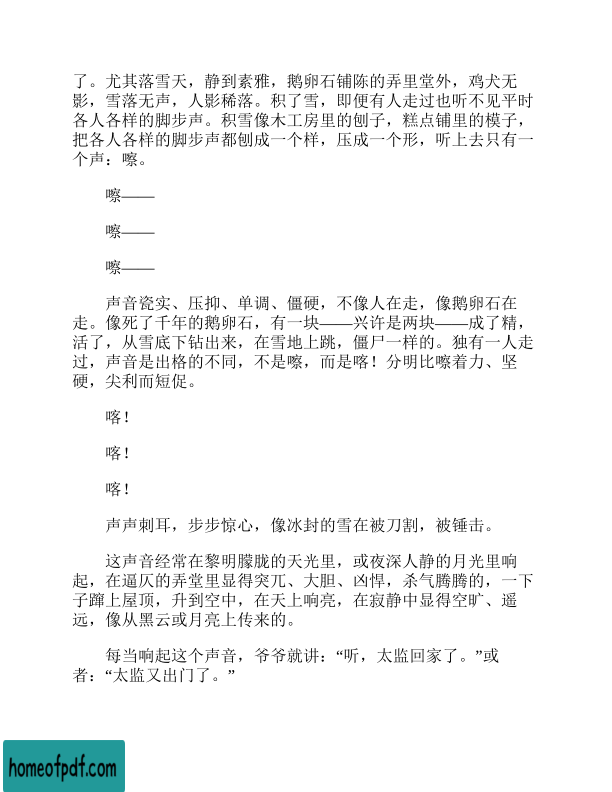 了。尤其落雪天，静到素雅，鹅卵石铺陈的弄里堂外，鸡犬无
影，雪落无声，人影稀落。积了雪，即便有人走过也听不见平时
各人各样的脚步声。积雪像木工房里的刨子，糕点铺里的模子，
把各人各样的脚步声都刨成一个样，压成一个形，听上去只有一
个声：嚓。
嚓——
嚓——
嚓——
声音瓷实、压抑、单调、僵硬，不像人在走，像鹅卵石在
走。像死了千年的鹅卵石，有一块——兴许是两块——成了精，
活了，从雪底下钻出来，在雪地上跳，僵尸一样的。独有一人走
过，声音是出格的不同，不是嚓，而是喀！分明比嚓着力、坚
硬，尖利而短促。
喀！
喀！
喀！
声声刺耳，步步惊心，像冰封的雪在被刀割，被锤击。
这声音经常在黎明朦胧的天光里，或夜深人静的月光里响
起，在逼仄的弄堂里显得突兀、大胆、凶悍，杀气腾腾的，一下
子蹿上屋顶，升到空中，在天上响亮，在寂静中显得空旷、遥
远，像从黑云或月亮上传来的。
每当响起这个声音，爷爷就讲：“听，太监回家了。”或
者：“太监又出门了。”
homeofpdf.com